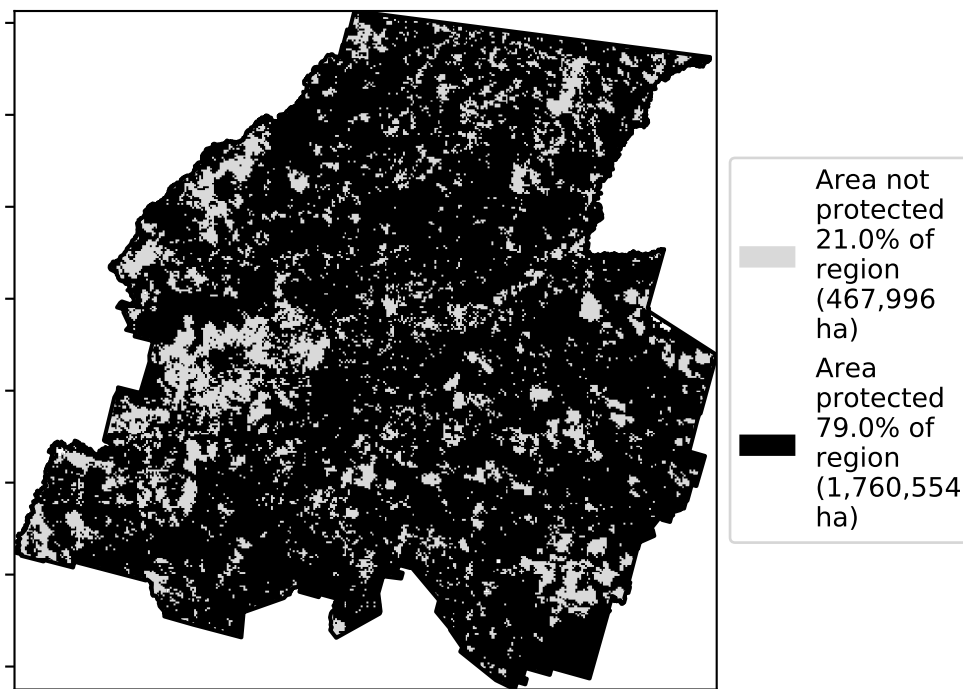 Area not
protected
21.0% of
region
(467,996
ha)
Area
protected
79.0% of
region
(1,760,554
ha)